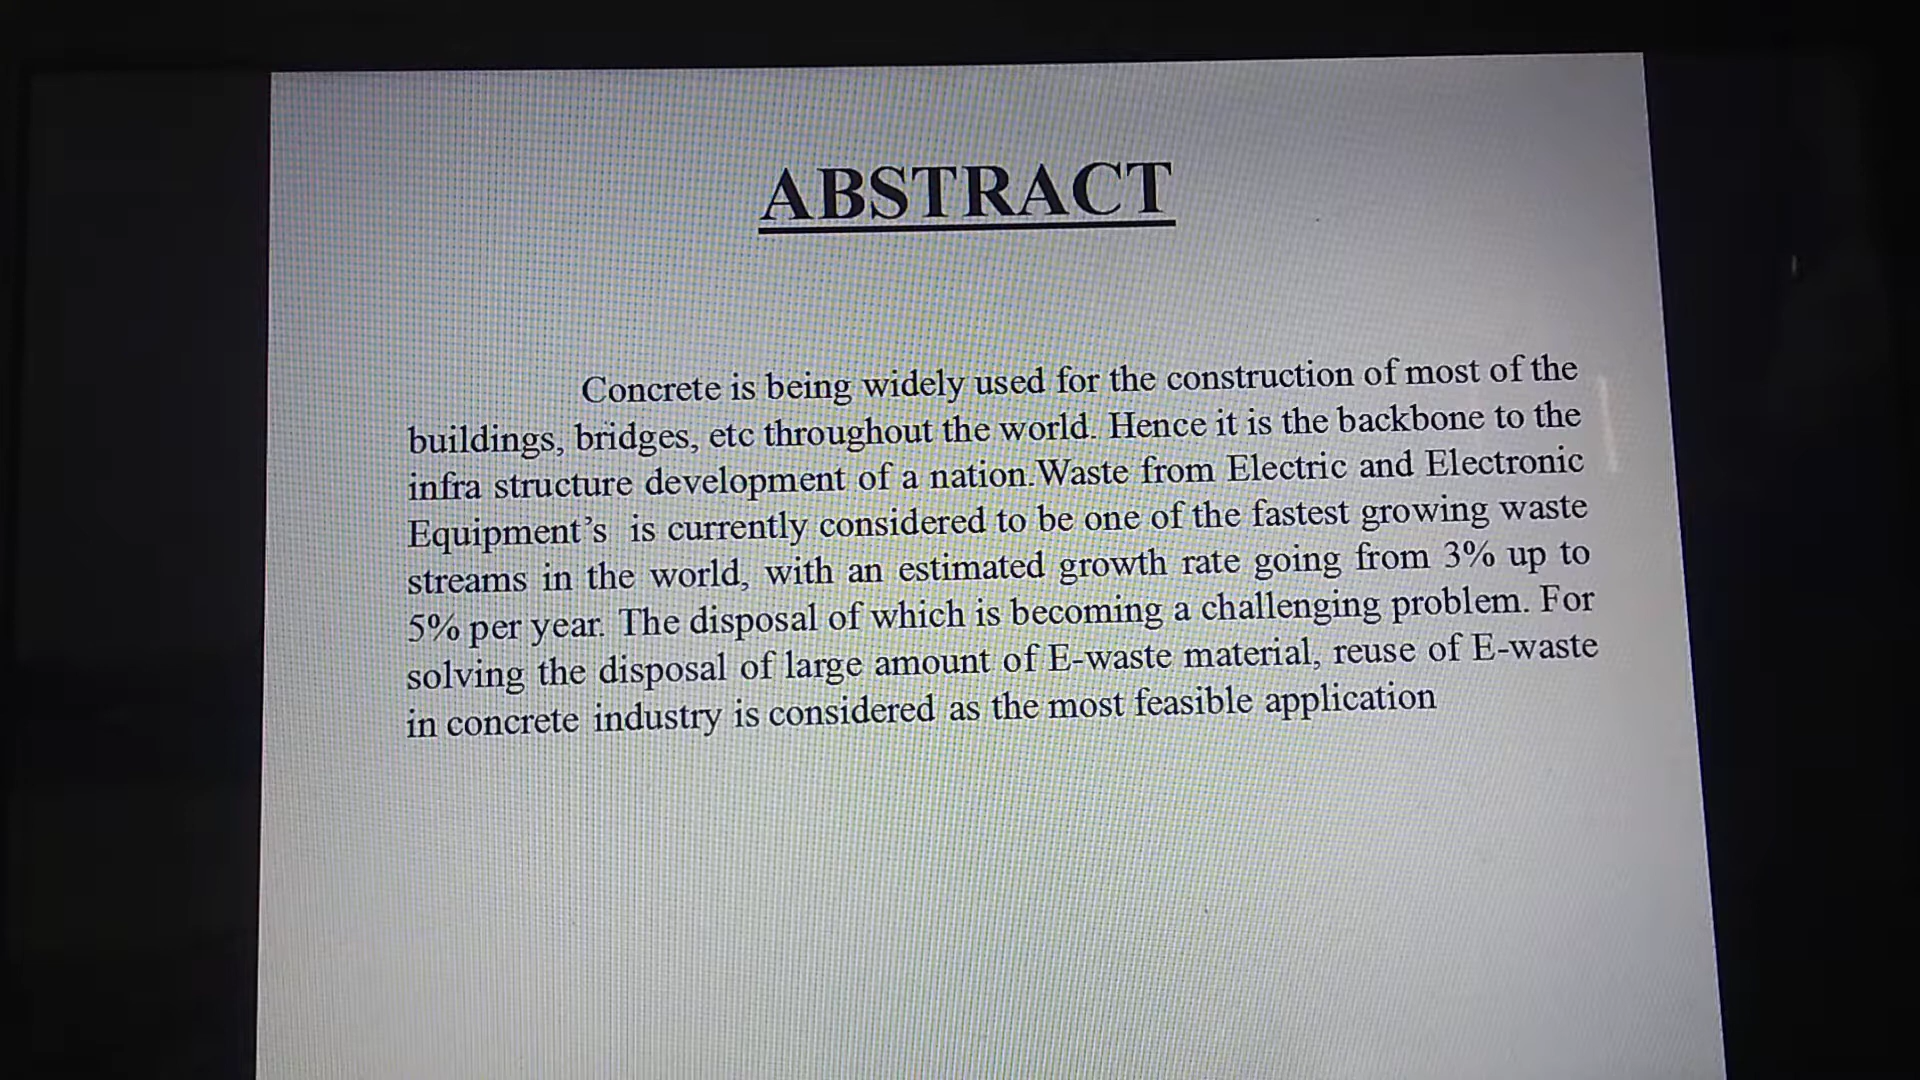 ABSTRACT
Concrete is being widely used for the construction of most of the
buildings, bridges, etc throughout the world. Hence it is the backbone to the
infra structure development of a nation.Waste from Electric and Electronic
Equipment’s is currently considered to be one of the fastest growing waste
streams in the world, with an estimated growth rate going from 3% up to
5% per year. The disposal of which is becoming a challenging problem. For
solving the disposal of large amount of E-waste material, reuse of E-waste
in concrete industry is considered as the most feasible application